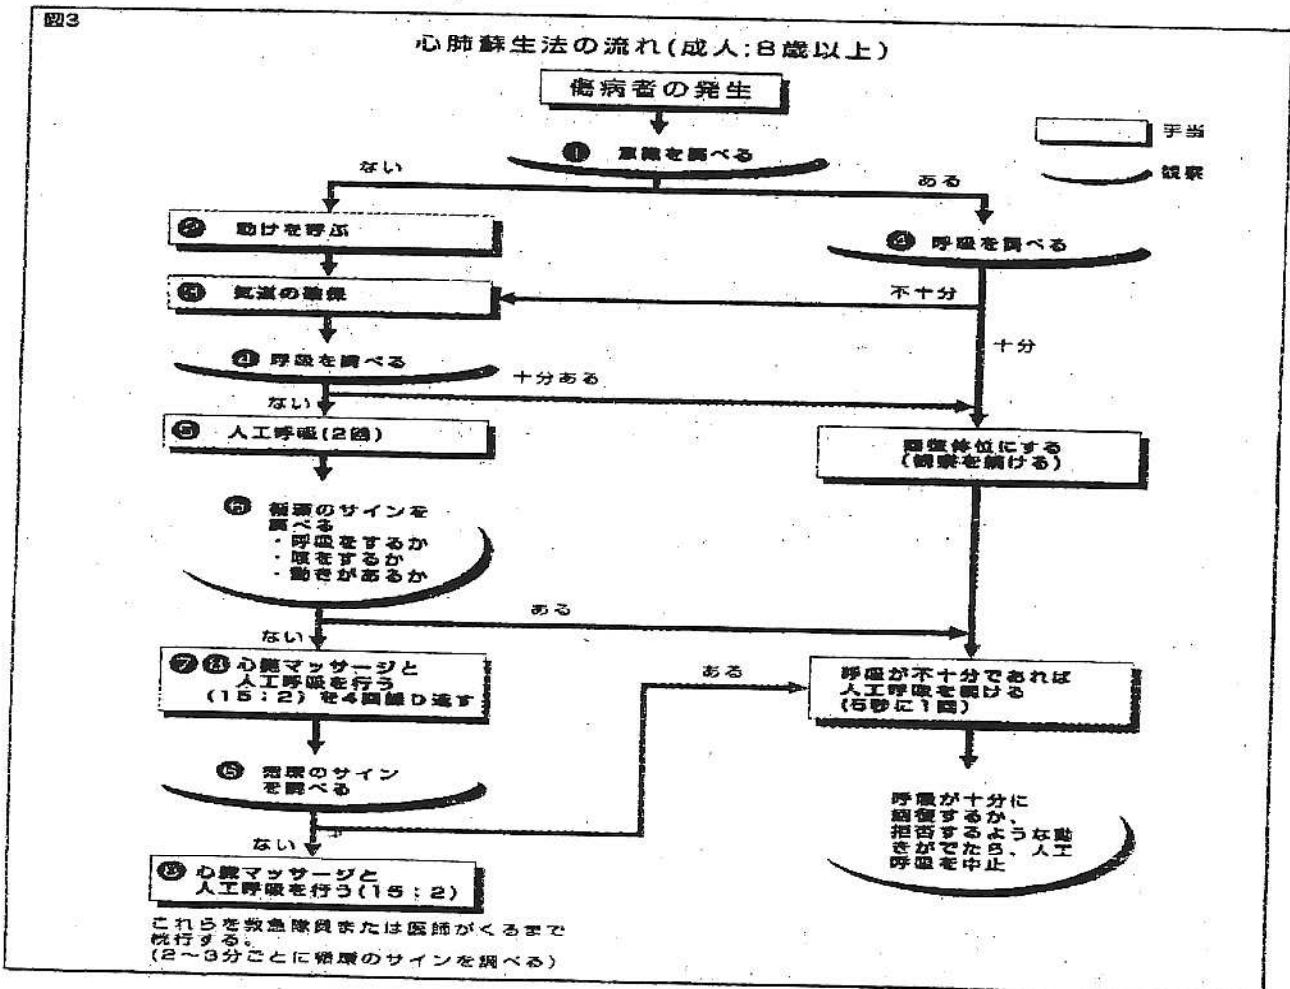 図3
心肺蘇生法の流れ(成人:8歳以上)
傷病者の発生
手当
観察
❶ 意識を調べる
ない
ある
❷ 助けを呼ぶ
❹ 呼吸を調べる
❸ 気道の確保
不十分
❹ 呼吸を調べる
十分
十分ある
ない
❺ 人工呼吸(2回)
回復体位にする
(観察を続ける)
❻ 循環のサインを
調べる
・呼吸をするか
・咳をするか
・動きがあるか
ある
ない
❼ 心臓マッサージと
人工呼吸を行う
(15:2)を4回繰り返す
ある
呼吸が不十分であれば
人工呼吸を続ける
(5秒に1回)
循環のサイン
を調べる
ない
呼吸が十分に
回復するか、
拒否するような動
きがでたら、人工
呼吸を中止
心臓マッサージと
人工呼吸を行う(15:2)
これらを救急隊員または医師がくるまで
続行する。
(2〜3分ごとに循環のサインを調べる)